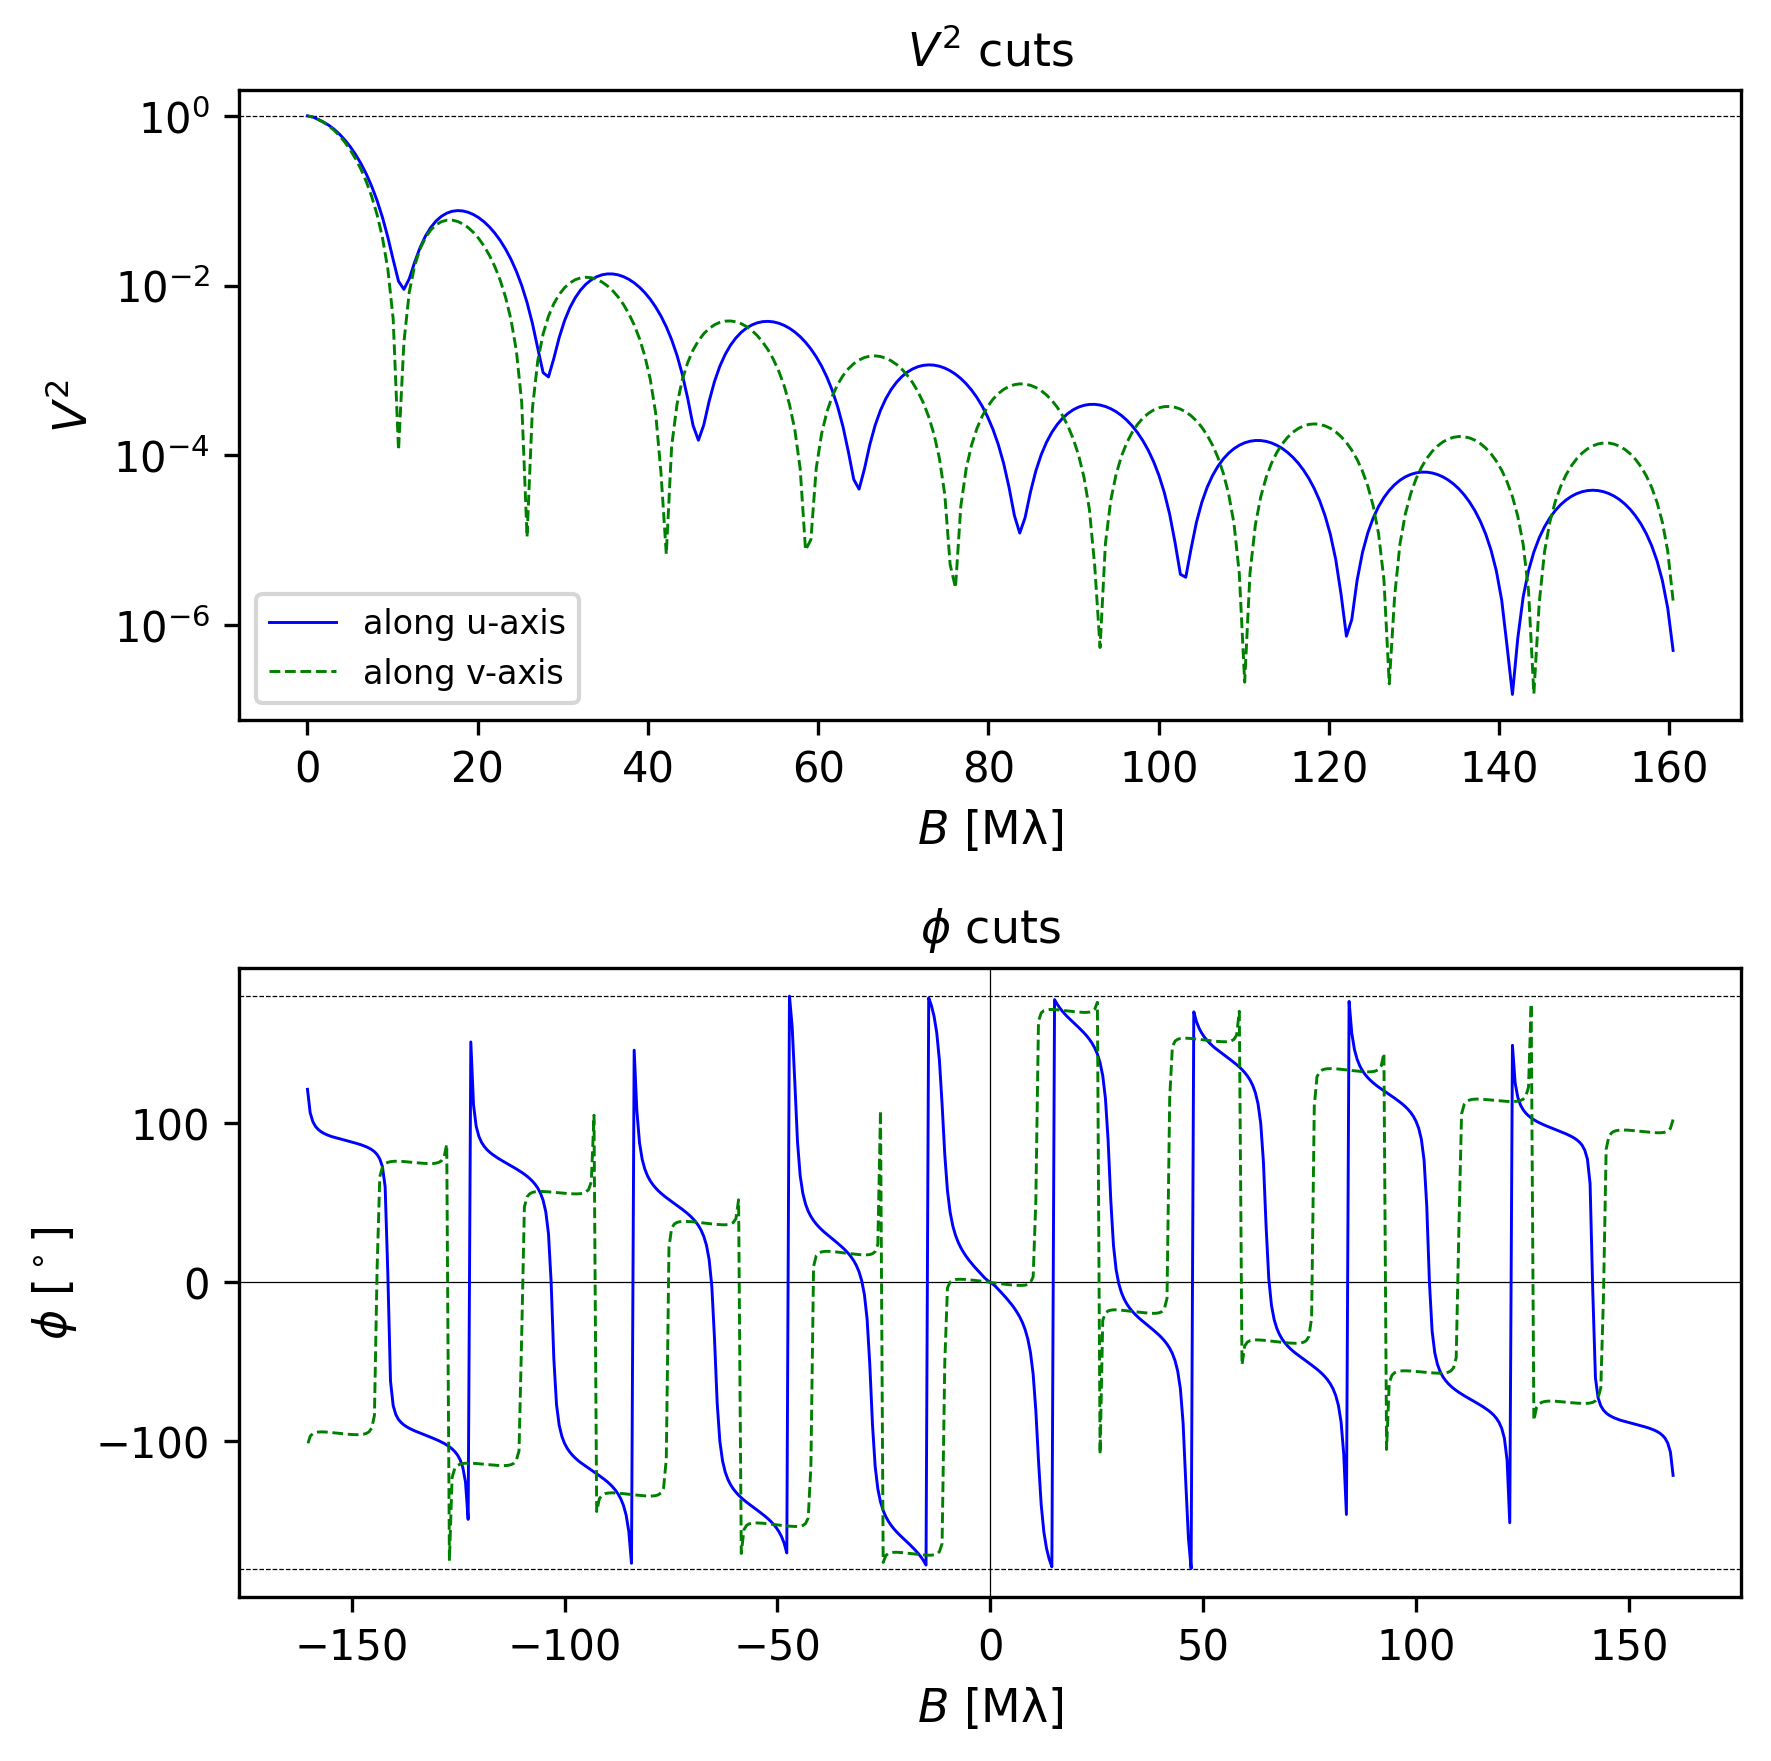 V² cuts
10⁰
10⁻²
10⁻⁴
10⁻⁶
V²
along u-axis
along v-axis
0 20 40 60 80 100 120 140 160
B [Mλ]
ϕ cuts
100
0
−100
ϕ [°]
−150 −100 −50 0 50 100 150
B [Mλ]